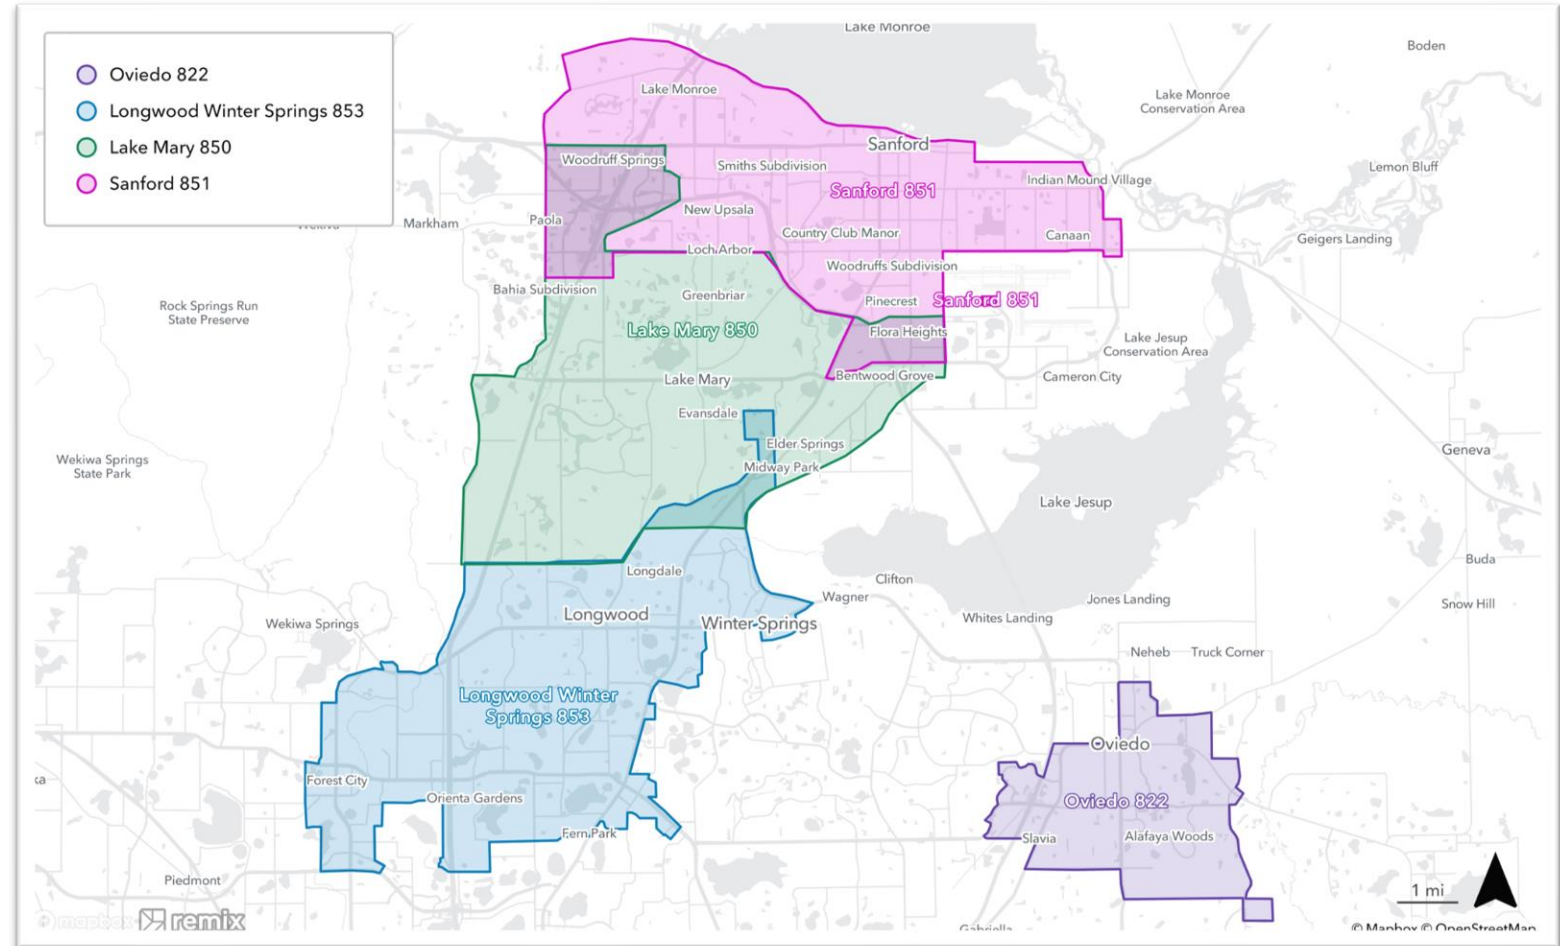 Oviedo 822
Longwood Winter Springs 853
Lake Mary 850
Sanford 851
Lake Monroe
Boden
Lake Monroe
Lake Monroe
Conservation Area
Sanford
Woodruff Springs
Smiths Subdivision
Lemon Bluff
Indian Mound Village
Sanford 851
New Upsala
Paola
Markham
Country Club Manor
Canaan
Geigers Landing
Loch Arbor
Woodruffs Subdivision
Bahia Subdivision
Greenbriar
Pinecrest
Sanford 851
Rock Springs Run
State Preserve
Lake Mary 850
Flora Heights
Lake Jesup
Conservation Area
Lake Mary
Bentwood Grove
Cameron City
Evansdale
Elder Springs
Geneva
Wekiwa Springs
State Park
Midway Park
Lake Jesup
Buda
Longdale
Clifton
Wagner
Jones Landing
Snow Hill
Longwood
Winter Springs
Whites Landing
Wekiwa Springs
Neheb
Truck Corner
Longwood Winter
Springs 853
Oviedo
Forest City
Orienta Gardens
Oviedo 822
Fern Park
Slavia
Alafaya Woods
Piedmont
1 mi
mapbox
remix
© Mapbox © OpenStreetMap